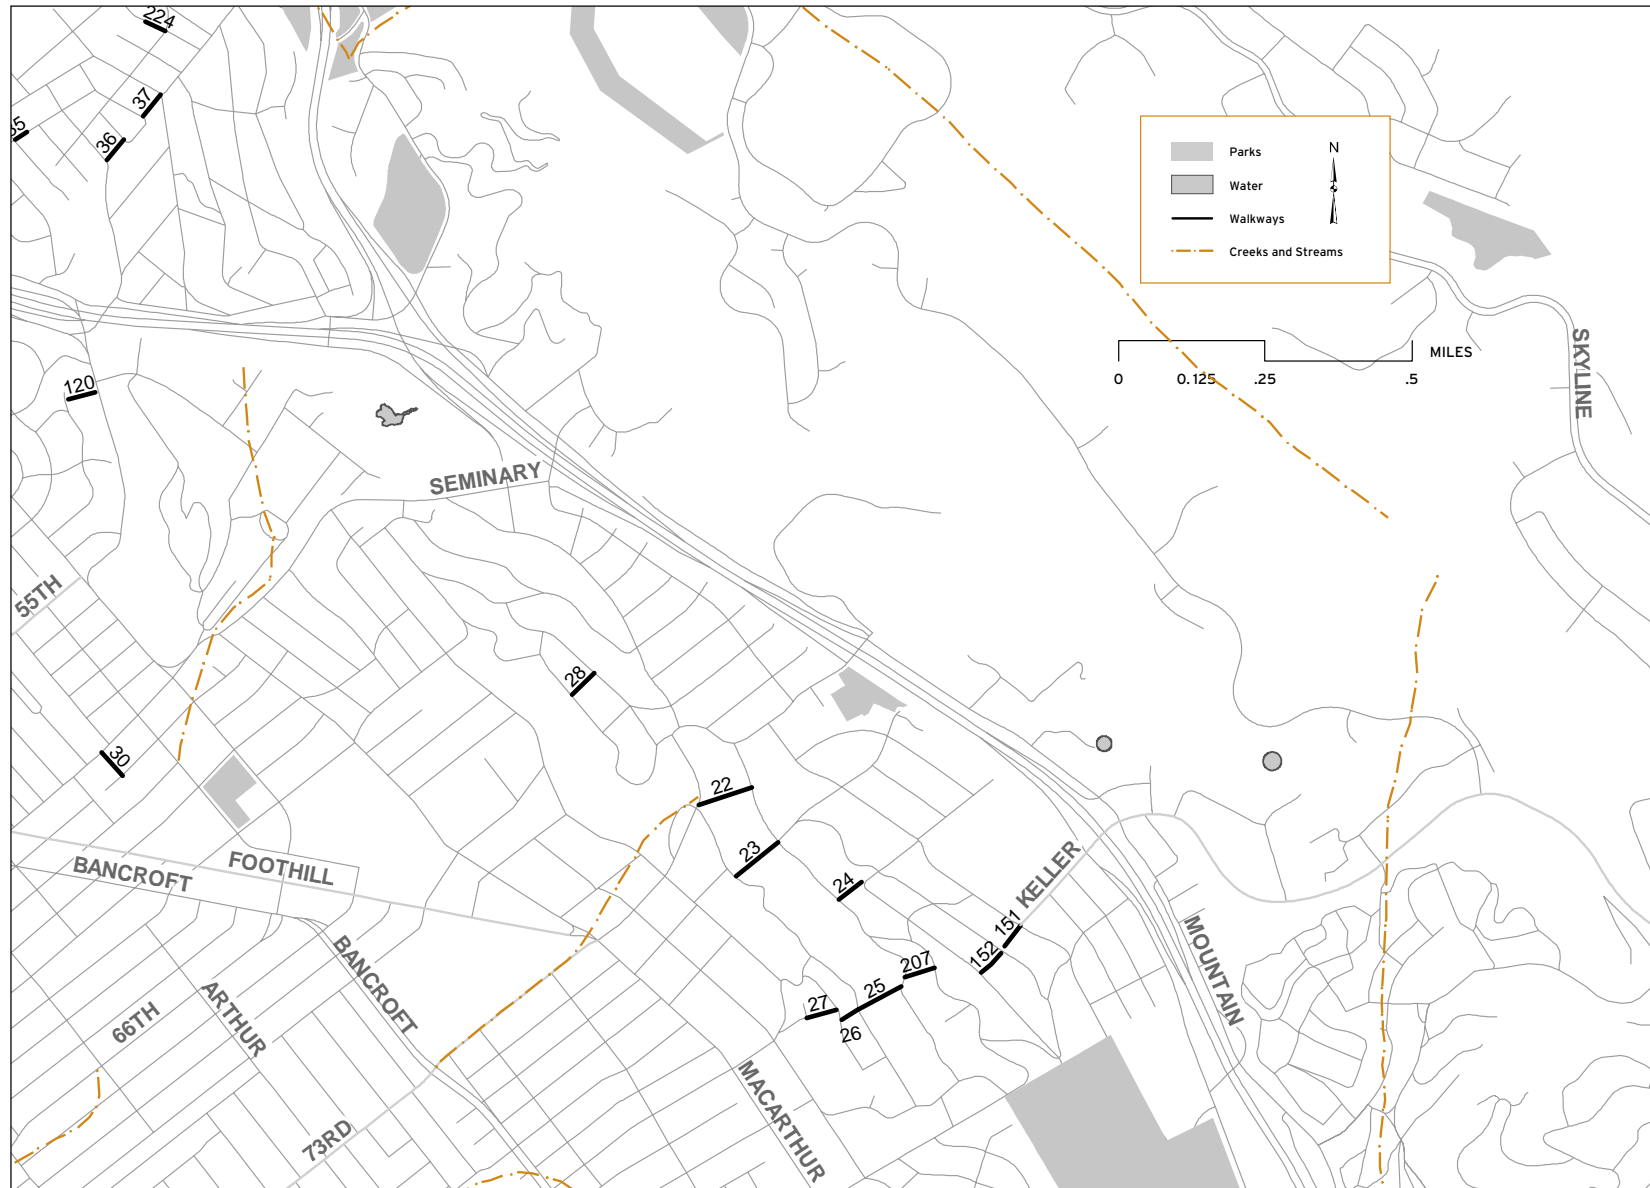 224
37
35
36
Parks
N
Water
Walkways
Creeks and Streams
MILES
0
0.125
.25
.5
SKYLINE
120
SEMINARY
55TH
28
30
22
23
24
FOOTHILL
BANCROFT
KELLER
151
152
207
25
27
26
MOUNTAIN
BANCROFT
ARTHUR
66TH
MACARTHUR
73RD